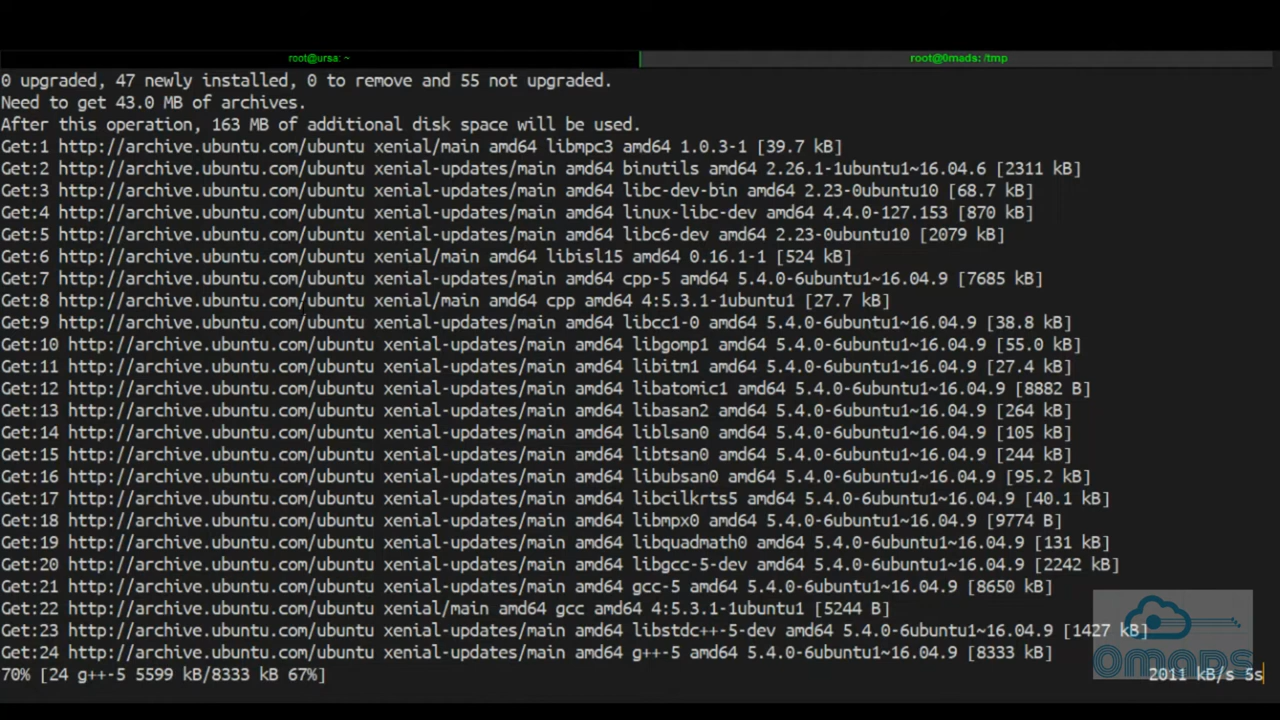 root@ursa: ~
root@0mads: /tmp
0 upgraded, 47 newly installed, 0 to remove and 55 not upgraded.
Need to get 43.0 MB of archives.
After this operation, 163 MB of additional disk space will be used.
Get:1 http://archive.ubuntu.com/ubuntu xenial/main amd64 libmpc3 amd64 1.0.3-1 [39.7 kB]
Get:2 http://archive.ubuntu.com/ubuntu xenial-updates/main amd64 binutils amd64 2.26.1-1ubuntu1~16.04.6 [2311 kB]
Get:3 http://archive.ubuntu.com/ubuntu xenial-updates/main amd64 libc-dev-bin amd64 2.23-0ubuntu10 [68.7 kB]
Get:4 http://archive.ubuntu.com/ubuntu xenial-updates/main amd64 linux-libc-dev amd64 4.4.0-127.153 [870 kB]
Get:5 http://archive.ubuntu.com/ubuntu xenial-updates/main amd64 libc6-dev amd64 2.23-0ubuntu10 [2079 kB]
Get:6 http://archive.ubuntu.com/ubuntu xenial/main amd64 libisl15 amd64 0.16.1-1 [524 kB]
Get:7 http://archive.ubuntu.com/ubuntu xenial-updates/main amd64 cpp-5 amd64 5.4.0-6ubuntu1~16.04.9 [7685 kB]
Get:8 http://archive.ubuntu.com/ubuntu xenial/main amd64 cpp amd64 4:5.3.1-1ubuntu1 [27.7 kB]
Get:9 http://archive.ubuntu.com/ubuntu xenial-updates/main amd64 libcc1-0 amd64 5.4.0-6ubuntu1~16.04.9 [38.8 kB]
Get:10 http://archive.ubuntu.com/ubuntu xenial-updates/main amd64 libgomp1 amd64 5.4.0-6ubuntu1~16.04.9 [55.0 kB]
Get:11 http://archive.ubuntu.com/ubuntu xenial-updates/main amd64 libitm1 amd64 5.4.0-6ubuntu1~16.04.9 [27.4 kB]
Get:12 http://archive.ubuntu.com/ubuntu xenial-updates/main amd64 libatomic1 amd64 5.4.0-6ubuntu1~16.04.9 [8882 B]
Get:13 http://archive.ubuntu.com/ubuntu xenial-updates/main amd64 libasan2 amd64 5.4.0-6ubuntu1~16.04.9 [264 kB]
Get:14 http://archive.ubuntu.com/ubuntu xenial-updates/main amd64 liblsan0 amd64 5.4.0-6ubuntu1~16.04.9 [105 kB]
Get:15 http://archive.ubuntu.com/ubuntu xenial-updates/main amd64 libtsan0 amd64 5.4.0-6ubuntu1~16.04.9 [244 kB]
Get:16 http://archive.ubuntu.com/ubuntu xenial-updates/main amd64 libubsan0 amd64 5.4.0-6ubuntu1~16.04.9 [95.2 kB]
Get:17 http://archive.ubuntu.com/ubuntu xenial-updates/main amd64 libcilkrts5 amd64 5.4.0-6ubuntu1~16.04.9 [40.1 kB]
Get:18 http://archive.ubuntu.com/ubuntu xenial-updates/main amd64 libmpx0 amd64 5.4.0-6ubuntu1~16.04.9 [9774 B]
Get:19 http://archive.ubuntu.com/ubuntu xenial-updates/main amd64 libquadmath0 amd64 5.4.0-6ubuntu1~16.04.9 [131 kB]
Get:20 http://archive.ubuntu.com/ubuntu xenial-updates/main amd64 libgcc-5-dev amd64 5.4.0-6ubuntu1~16.04.9 [2242 kB]
Get:21 http://archive.ubuntu.com/ubuntu xenial-updates/main amd64 gcc-5 amd64 5.4.0-6ubuntu1~16.04.9 [8650 kB]
Get:22 http://archive.ubuntu.com/ubuntu xenial/main amd64 gcc amd64 4:5.3.1-1ubuntu1 [5244 B]
Get:23 http://archive.ubuntu.com/ubuntu xenial-updates/main amd64 libstdc++-5-dev amd64 5.4.0-6ubuntu1~16.04.9 [1427 kB]
Get:24 http://archive.ubuntu.com/ubuntu xenial-updates/main amd64 g++-5 amd64 5.4.0-6ubuntu1~16.04.9 [8333 kB]
70% [24 g++-5 5599 kB/8333 kB 67%] 2011 kB/s 5s
0MADS